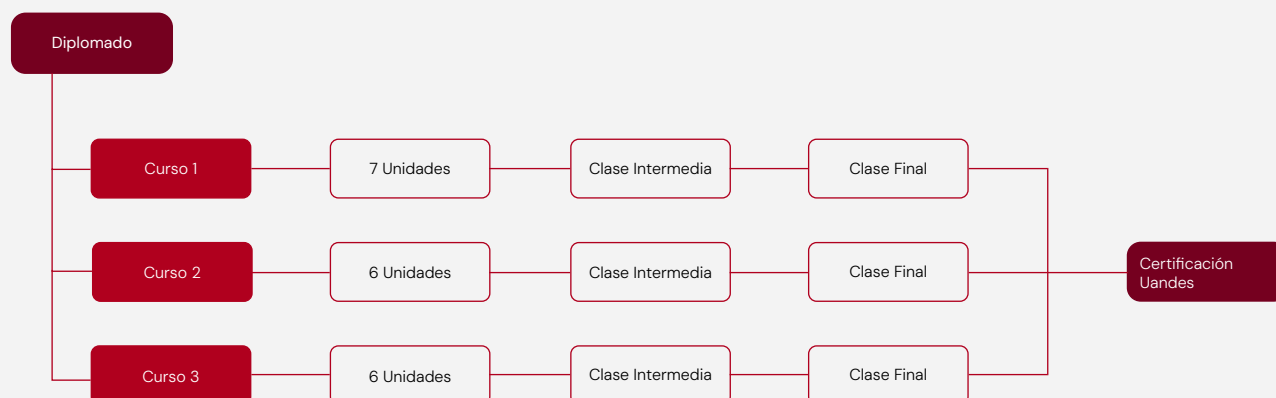 Diplomado
Curso 1
7 Unidades
Clase Intermedia
Clase Final
Curso 2
6 Unidades
Clase Intermedia
Clase Final
Certificación
Uandes
Curso 3
6 Unidades
Clase Intermedia
Clase Final